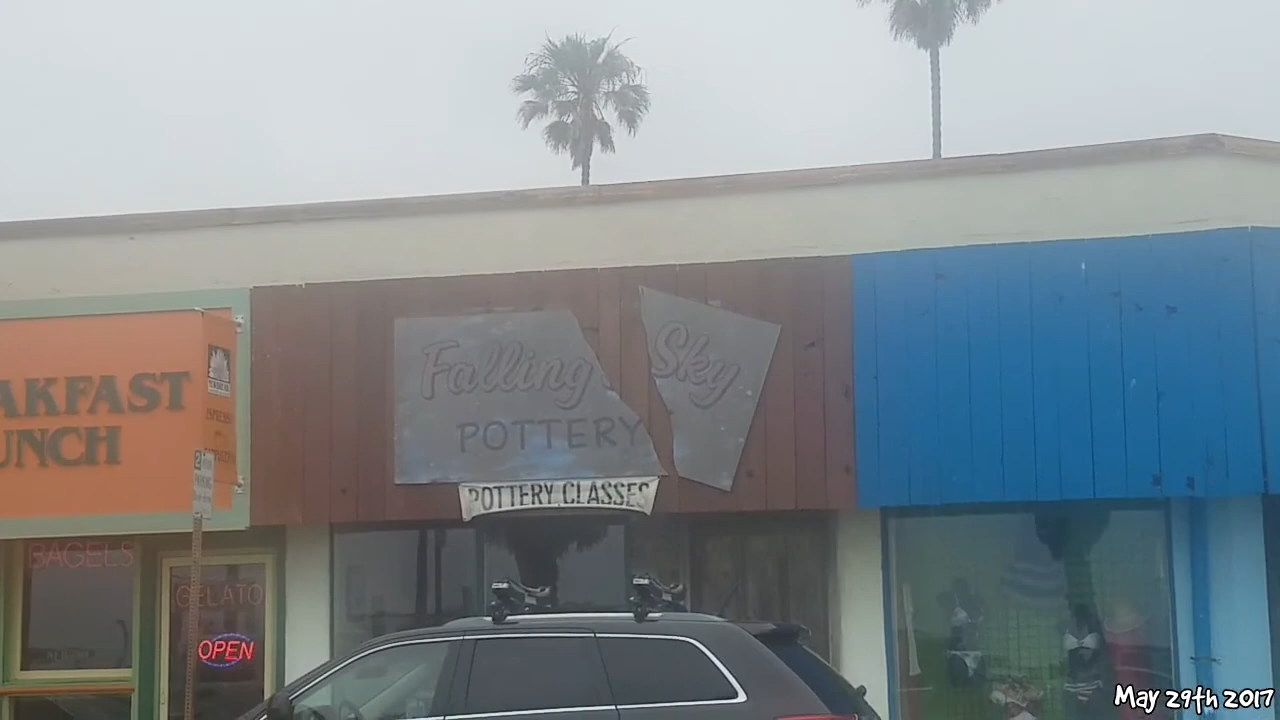 AKFAST
UNCH
Falling Sky
POTTERY
POTTERY CLASSES
BAGELS
GELATO
OPEN
May 29th 2017